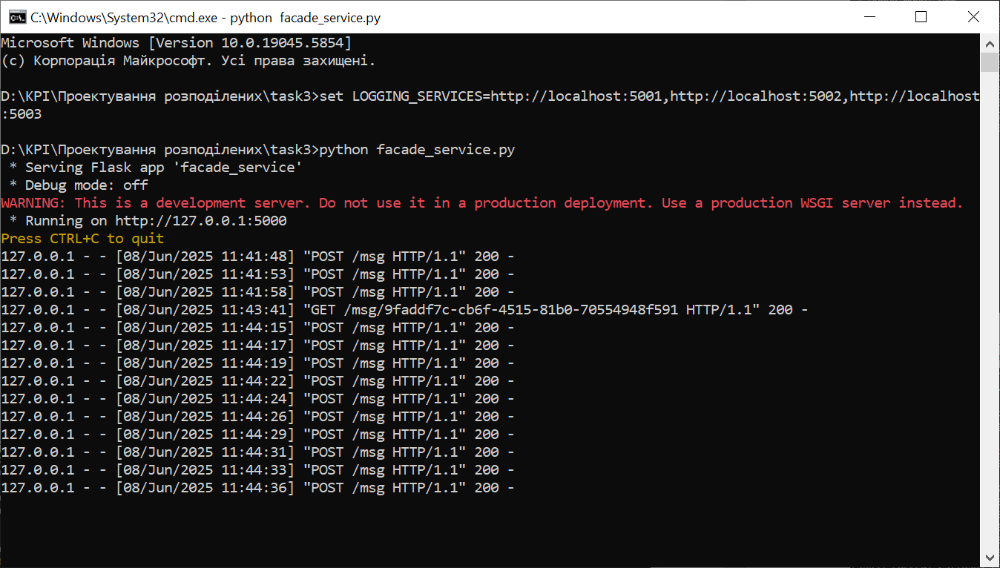 C:\Windows\System32\cmd.exe - python  facade_service.py
Microsoft Windows [Version 10.0.19045.5854]
(c) Корпорація Майкрософт. Усі права захищені.
D:\KPI\Проектування розподілених\task3>set LOGGING_SERVICES=http://localhost:5001,http://localhost:5002,http://localhost
:5003
D:\KPI\Проектування розподілених\task3>python facade_service.py
 * Serving Flask app 'facade_service'
 * Debug mode: off
WARNING: This is a development server. Do not use it in a production deployment. Use a production WSGI server instead.
 * Running on http://127.0.0.1:5000
Press CTRL+C to quit
127.0.0.1 - - [08/Jun/2025 11:41:48] "POST /msg HTTP/1.1" 200 -
127.0.0.1 - - [08/Jun/2025 11:41:53] "POST /msg HTTP/1.1" 200 -
127.0.0.1 - - [08/Jun/2025 11:41:58] "POST /msg HTTP/1.1" 200 -
127.0.0.1 - - [08/Jun/2025 11:43:41] "GET /msg/9faddf7c-cb6f-4515-81b0-70554948f591 HTTP/1.1" 200 -
127.0.0.1 - - [08/Jun/2025 11:44:15] "POST /msg HTTP/1.1" 200 -
127.0.0.1 - - [08/Jun/2025 11:44:17] "POST /msg HTTP/1.1" 200 -
127.0.0.1 - - [08/Jun/2025 11:44:19] "POST /msg HTTP/1.1" 200 -
127.0.0.1 - - [08/Jun/2025 11:44:22] "POST /msg HTTP/1.1" 200 -
127.0.0.1 - - [08/Jun/2025 11:44:24] "POST /msg HTTP/1.1" 200 -
127.0.0.1 - - [08/Jun/2025 11:44:26] "POST /msg HTTP/1.1" 200 -
127.0.0.1 - - [08/Jun/2025 11:44:29] "POST /msg HTTP/1.1" 200 -
127.0.0.1 - - [08/Jun/2025 11:44:31] "POST /msg HTTP/1.1" 200 -
127.0.0.1 - - [08/Jun/2025 11:44:33] "POST /msg HTTP/1.1" 200 -
127.0.0.1 - - [08/Jun/2025 11:44:36] "POST /msg HTTP/1.1" 200 -